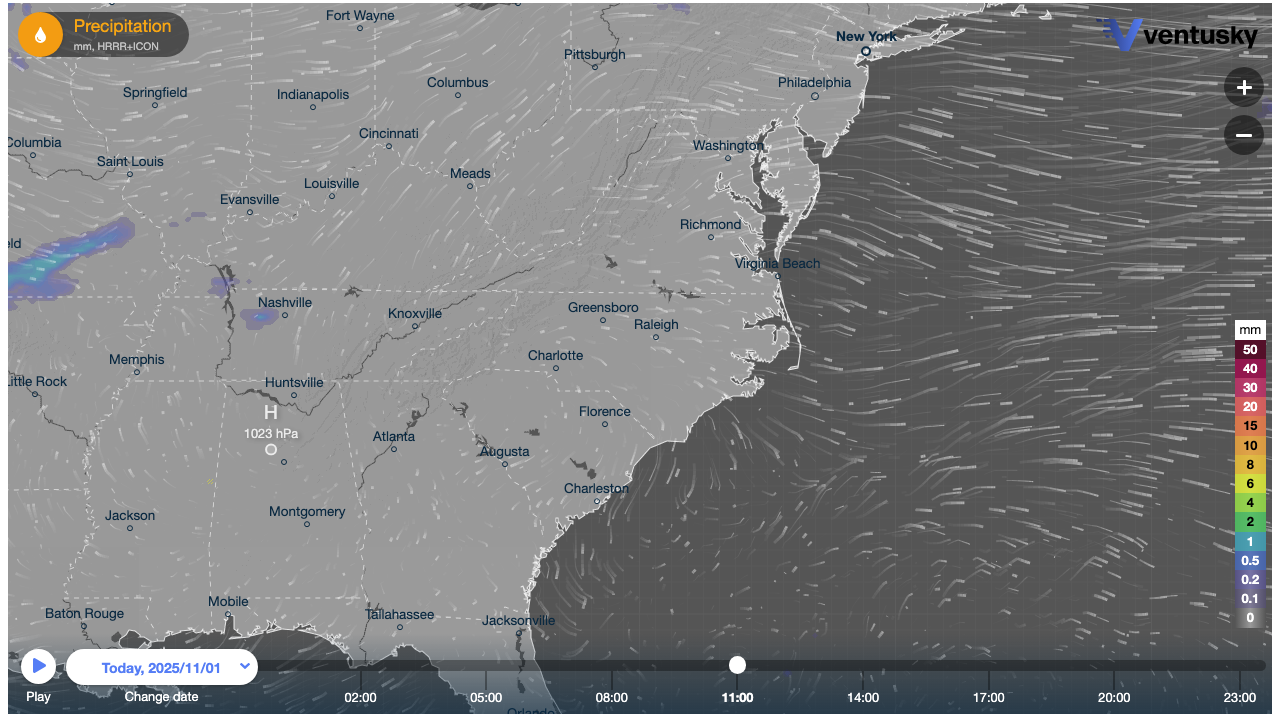 Precipitation
mm, HRRR+ICON
ventusky
Fort Wayne
New York
Pittsburgh
Columbus
Philadelphia
Springfield
Indianapolis
+
Cincinnati
Columbia
Washington
−
Saint Louis
Louisville
Meads
Evansville
Richmond
eld
Virginia Beach
Nashville
Knoxville
Greensboro
Raleigh
mm
50
Memphis
Charlotte
40
Little Rock
Huntsville
30
H
Florence
20
1023 hPa
Atlanta
15
Augusta
10
8
Charleston
6
Jackson
Montgomery
4
2
1
0.5
0.2
Baton Rouge
Mobile
Tallahassee
Jacksonville
0.1
0
Today, 2025/11/01
Play
Change date
02:00
05:00
08:00
11:00
14:00
17:00
20:00
23:00
Orlando